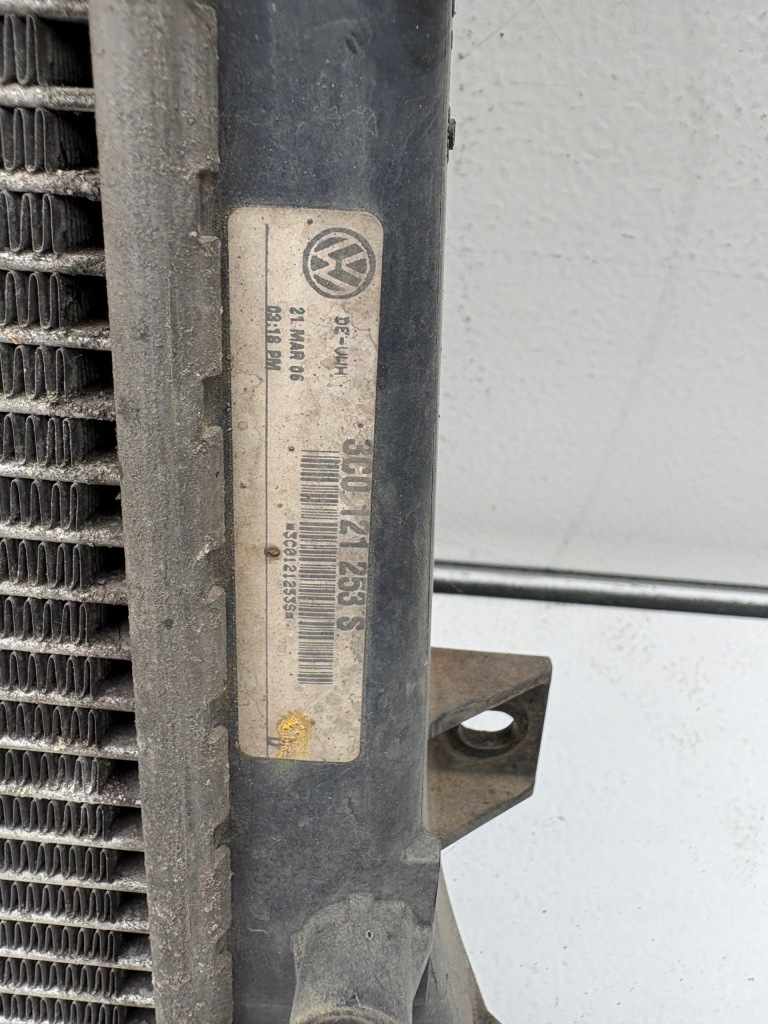 DE-VWH
21 MAR 06
03:18 PM
3C0 121 253 S
*3C0121253S*